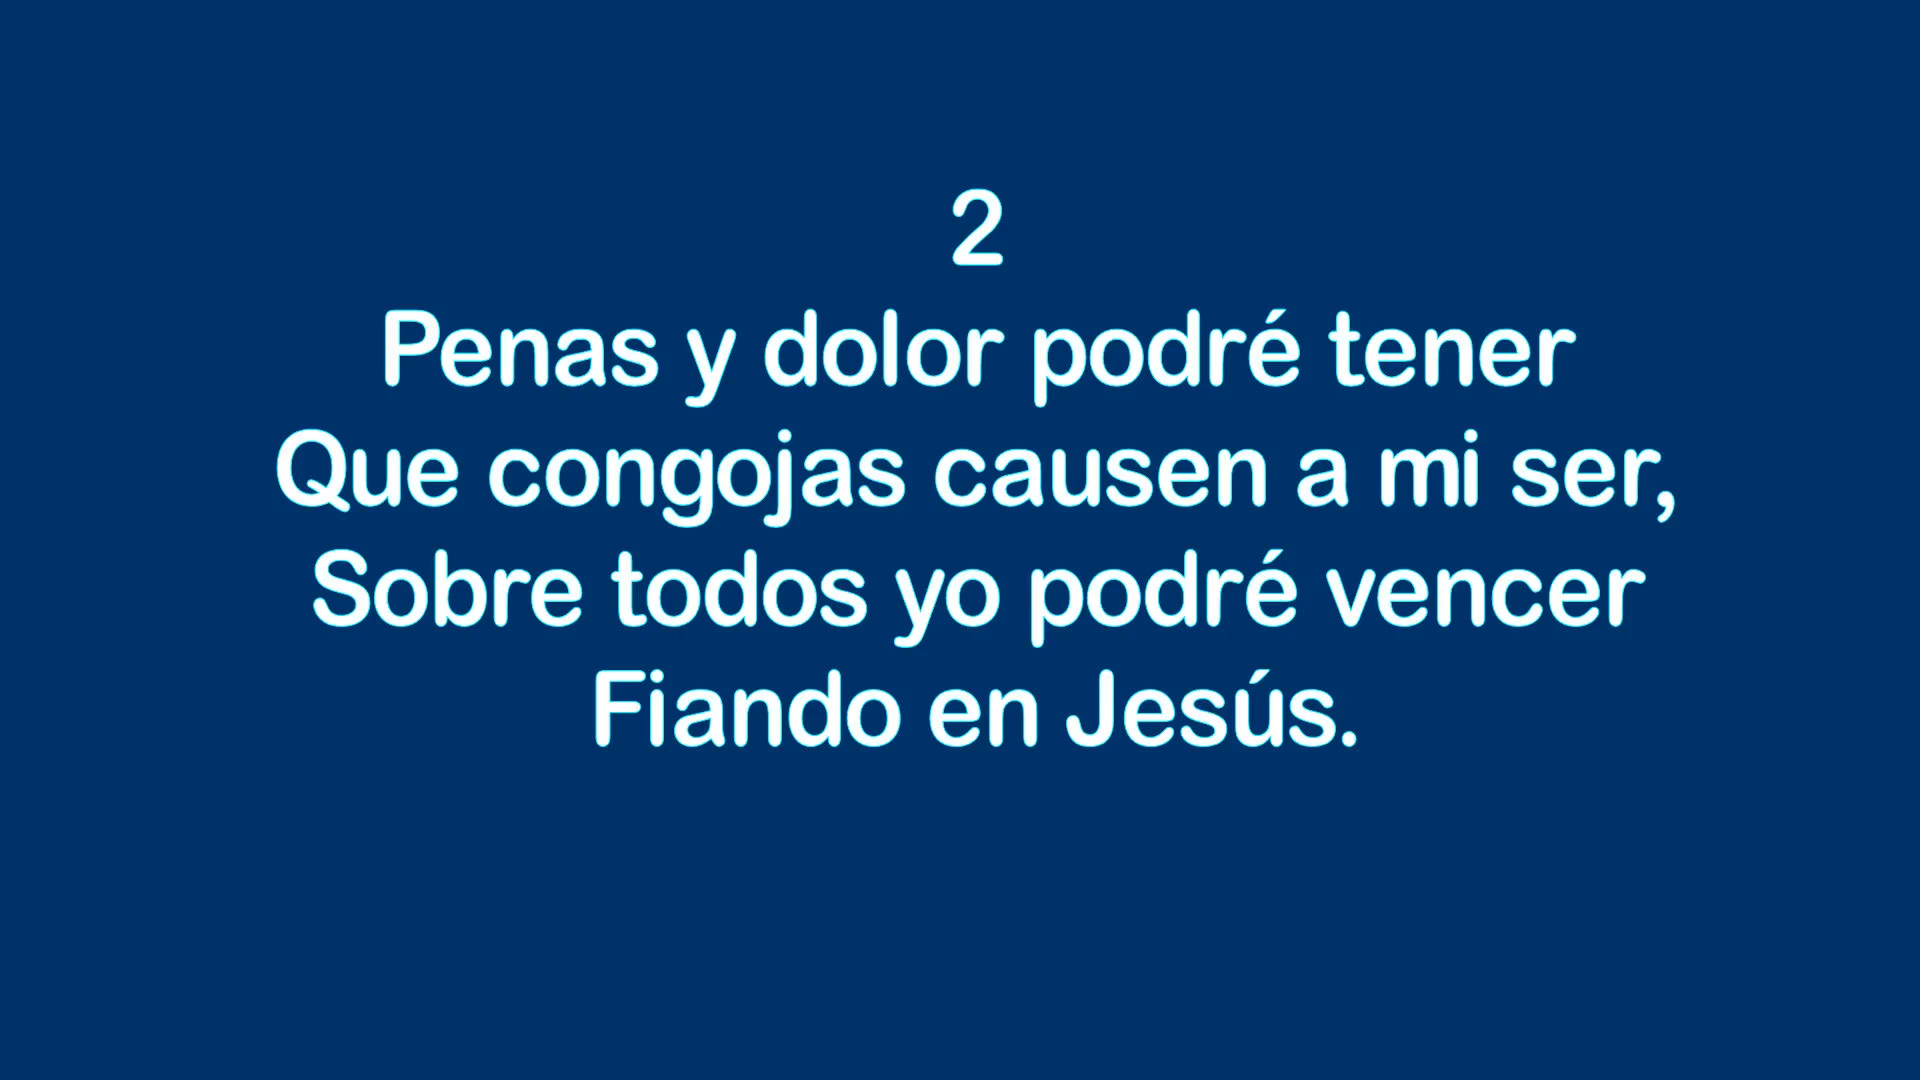 2
Penas y dolor podré tener
Que congojas causen a mi ser,
Sobre todos yo podré vencer
Fiando en Jesús.